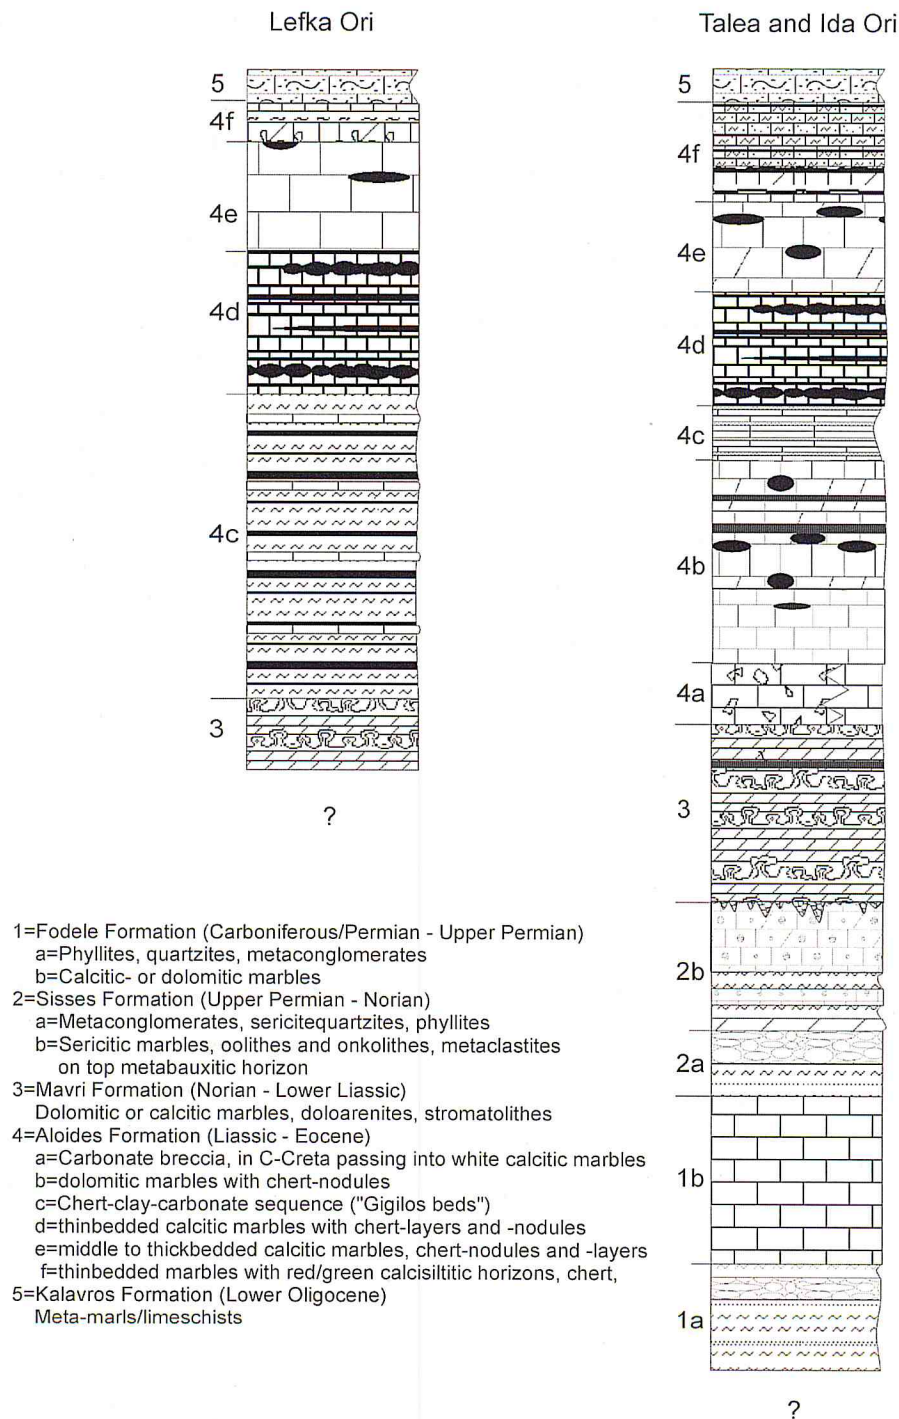 Lefka Ori
5
4f
4e
4d
4c
3
?
Talea and Ida Ori
5
4f
4e
4d
4c
4b
4a
3
2b
2a
1b
1a
?
1=Fodele Formation (Carboniferous/Permian - Upper Permian)
a=Phyllites, quartzites, metaconglomerates
b=Calcitic- or dolomitic marbles
2=Sisses Formation (Upper Permian - Norian)
a=Metaconglomerates, sericitequartzites, phyllites
b=Sericitic marbles, oolithes and onkolithes, metaclastites
on top metabauxitic horizon
3=Mavri Formation (Norian - Lower Liassic)
Dolomitic or calcitic marbles, doloarenites, stromatolithes
4=Aloides Formation (Liassic - Eocene)
a=Carbonate breccia, in C-Creta passing into white calcitic marbles
b=dolomitic marbles with chert-nodules
c=Chert-clay-carbonate sequence ("Gigilos beds")
d=thinbedded calcitic marbles with chert-layers and -nodules
e=middle to thickbedded calcitic marbles, chert-nodules and -layers
f=thinbedded marbles with red/green calcisiltitic horizons, chert,
5=Kalavros Formation (Lower Oligocene)
Meta-marls/limeschists